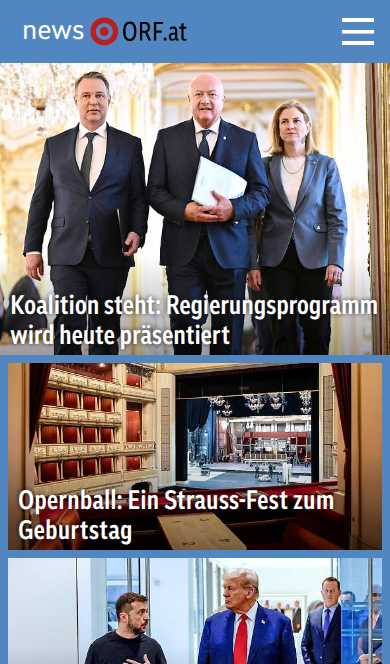 news ORF.at
Koalition steht: Regierungsprogramm
wird heute präsentiert
Opernball: Ein Strauss-Fest zum
Geburtstag